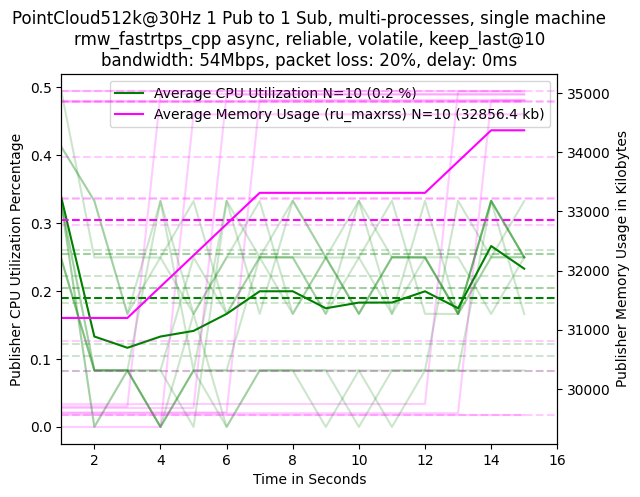 PointCloud512k@30Hz 1 Pub to 1 Sub, multi-processes, single machine
rmw_fastrtps_cpp async, reliable, volatile, keep_last@10
bandwidth: 54Mbps, packet loss: 20%, delay: 0ms
Average CPU Utilization N=10 (0.2 %)
Average Memory Usage (ru_maxrss) N=10 (32856.4 kb)
Publisher CPU Utilization Percentage
0.5
0.4
0.3
0.2
0.1
0.0
35000
34000
33000
32000
31000
30000
Publisher Memory Usage in Kilobytes
2 4 6 8 10 12 14 16
Time in Seconds